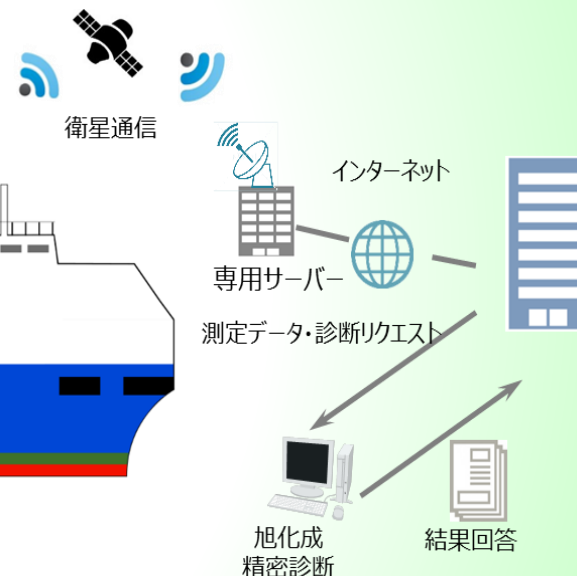 衛星通信
インターネット
専用サーバー
測定データ・診断リクエスト
旭化成
精密診断
結果回答